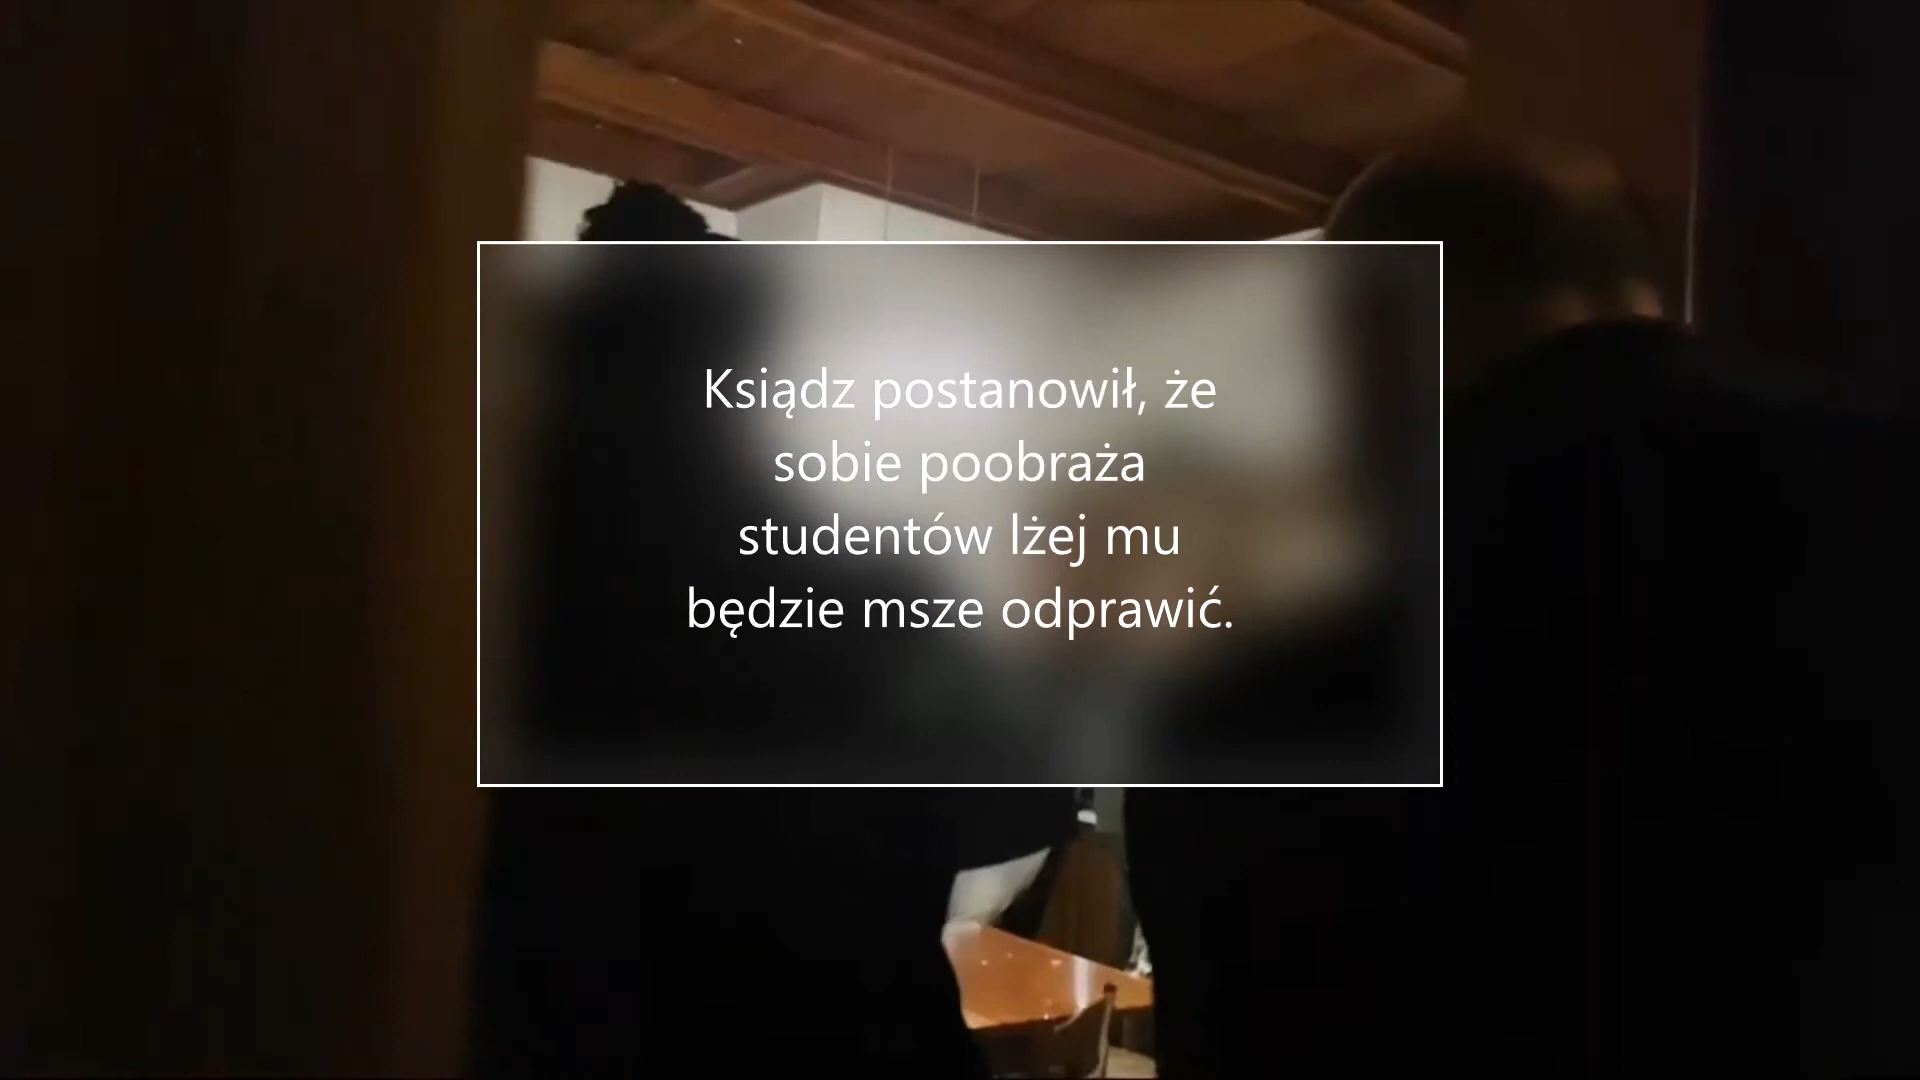 Ksiądz postanowił, że
sobie poobraża
studentów lżej mu
będzie msze odprawić.